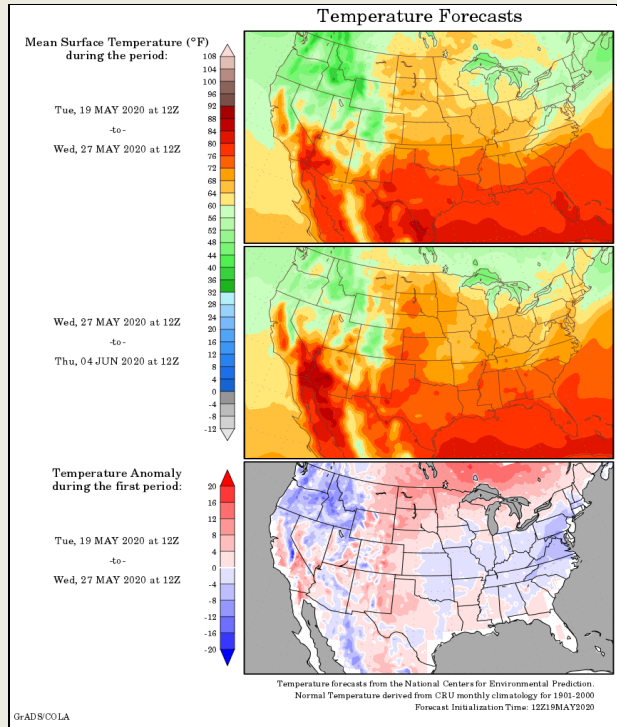 Temperature Forecasts
Mean Surface Temperature (°F)
during the period:
Tue, 19 MAY 2020 at 12Z
-to-
Wed, 27 MAY 2020 at 12Z
108
104
100
96
92
88
84
80
76
72
68
64
60
56
52
48
44
40
36
32
28
24
20
16
12
8
4
0
-4
-8
-12
Wed, 27 MAY 2020 at 12Z
-to-
Thu, 04 JUN 2020 at 12Z
Temperature Anomaly
during the first period:
Tue, 19 MAY 2020 at 12Z
-to-
Wed, 27 MAY 2020 at 12Z
20
16
12
8
4
0
-4
-8
-12
-16
-20
Temperature forecasts from the National Centers for Environmental Prediction.
Normal Temperature derived from CRU monthly climatology for 1901-2000
Forecast Initialization Time: 12Z19MAY2020
GrADS/COLA